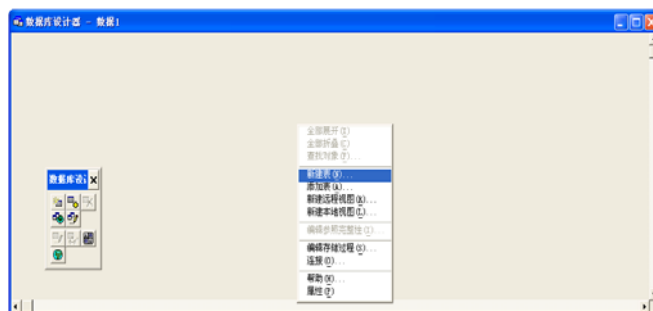 数据库设计器 - 数据1
全部展开(E)
全部折叠(C)
查找对象(F)...
新建表(N)...
添加表(A)...
新建远程视图(R)...
新建本地视图(L)...
编辑参照完整性(I)...
编辑存储过程(S)...
连接(O)...
帮助(H)...
属性(P)
数据库设